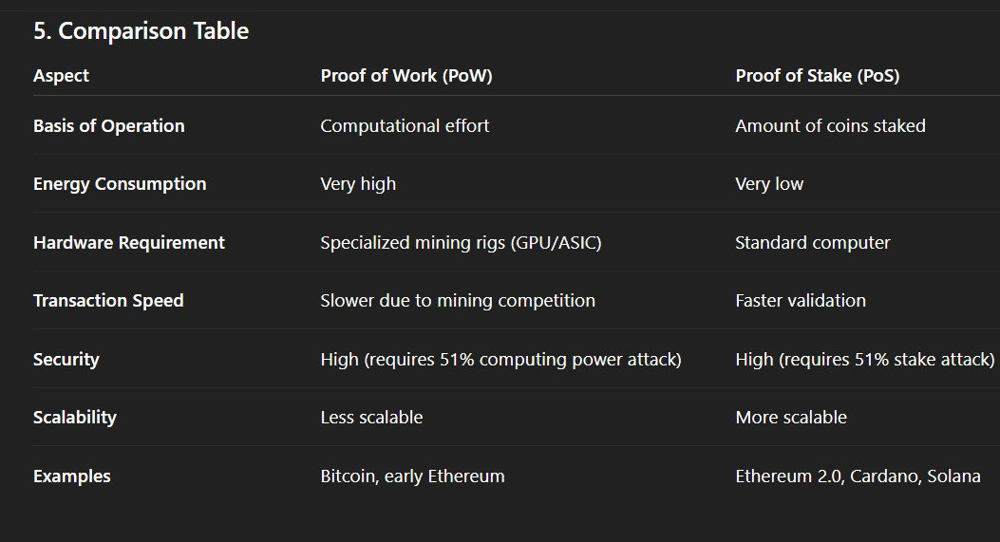 5. Comparison Table
Aspect Proof of Work (PoW) Proof of Stake (PoS)
Basis of Operation Computational effort Amount of coins staked
Energy Consumption Very high Very low
Hardware Requirement Specialized mining rigs (GPU/ASIC) Standard computer
Transaction Speed Slower due to mining competition Faster validation
Security High (requires 51% computing power attack) High (requires 51% stake attack)
Scalability Less scalable More scalable
Examples Bitcoin, early Ethereum Ethereum 2.0, Cardano, Solana